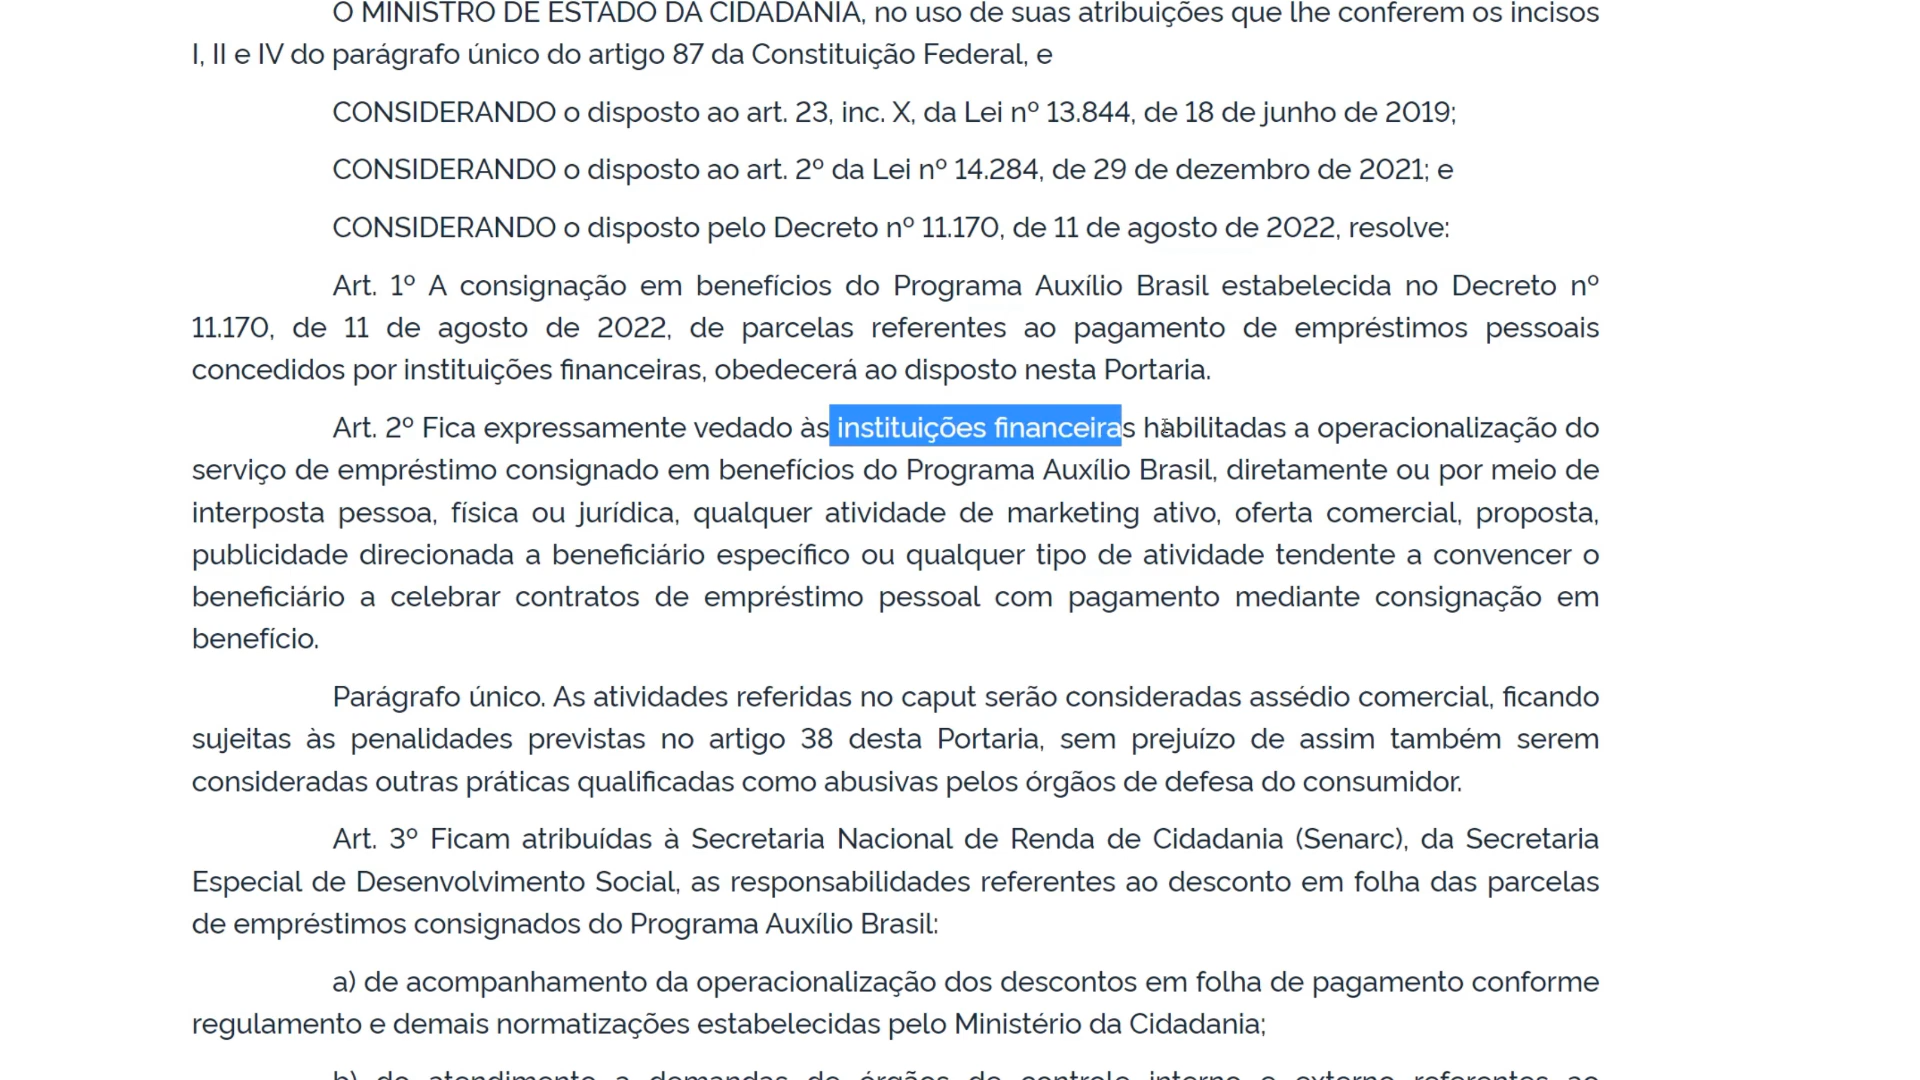 O MINISTRO DE ESTADO DA CIDADANIA, no uso de suas atribuições que lhe conferem os incisos
I, II e IV do parágrafo único do artigo 87 da Constituição Federal, e
CONSIDERANDO o disposto ao art. 23, inc. X, da Lei nº 13.844, de 18 de junho de 2019;
CONSIDERANDO o disposto ao art. 2º da Lei nº 14.284, de 29 de dezembro de 2021; e
CONSIDERANDO o disposto pelo Decreto nº 11.170, de 11 de agosto de 2022, resolve:
Art. 1º A consignação em benefícios do Programa Auxílio Brasil estabelecida no Decreto nº
11.170, de 11 de agosto de 2022, de parcelas referentes ao pagamento de empréstimos pessoais
concedidos por instituições financeiras, obedecerá ao disposto nesta Portaria.
Art. 2º Fica expressamente vedado às instituições financeiras habilitadas a operacionalização do
serviço de empréstimo consignado em benefícios do Programa Auxílio Brasil, diretamente ou por meio de
interposta pessoa, física ou jurídica, qualquer atividade de marketing ativo, oferta comercial, proposta,
publicidade direcionada a beneficiário específico ou qualquer tipo de atividade tendente a convencer o
beneficiário a celebrar contratos de empréstimo pessoal com pagamento mediante consignação em
benefício.
Parágrafo único. As atividades referidas no caput serão consideradas assédio comercial, ficando
sujeitas às penalidades previstas no artigo 38 desta Portaria, sem prejuízo de assim também serem
consideradas outras práticas qualificadas como abusivas pelos órgãos de defesa do consumidor.
Art. 3º Ficam atribuídas à Secretaria Nacional de Renda de Cidadania (Senarc), da Secretaria
Especial de Desenvolvimento Social, as responsabilidades referentes ao desconto em folha das parcelas
de empréstimos consignados do Programa Auxílio Brasil:
a) de acompanhamento da operacionalização dos descontos em folha de pagamento conforme
regulamento e demais normatizações estabelecidas pelo Ministério da Cidadania;
b) do atendimento a demandas de órgãos de controle interno e externo referentes ao